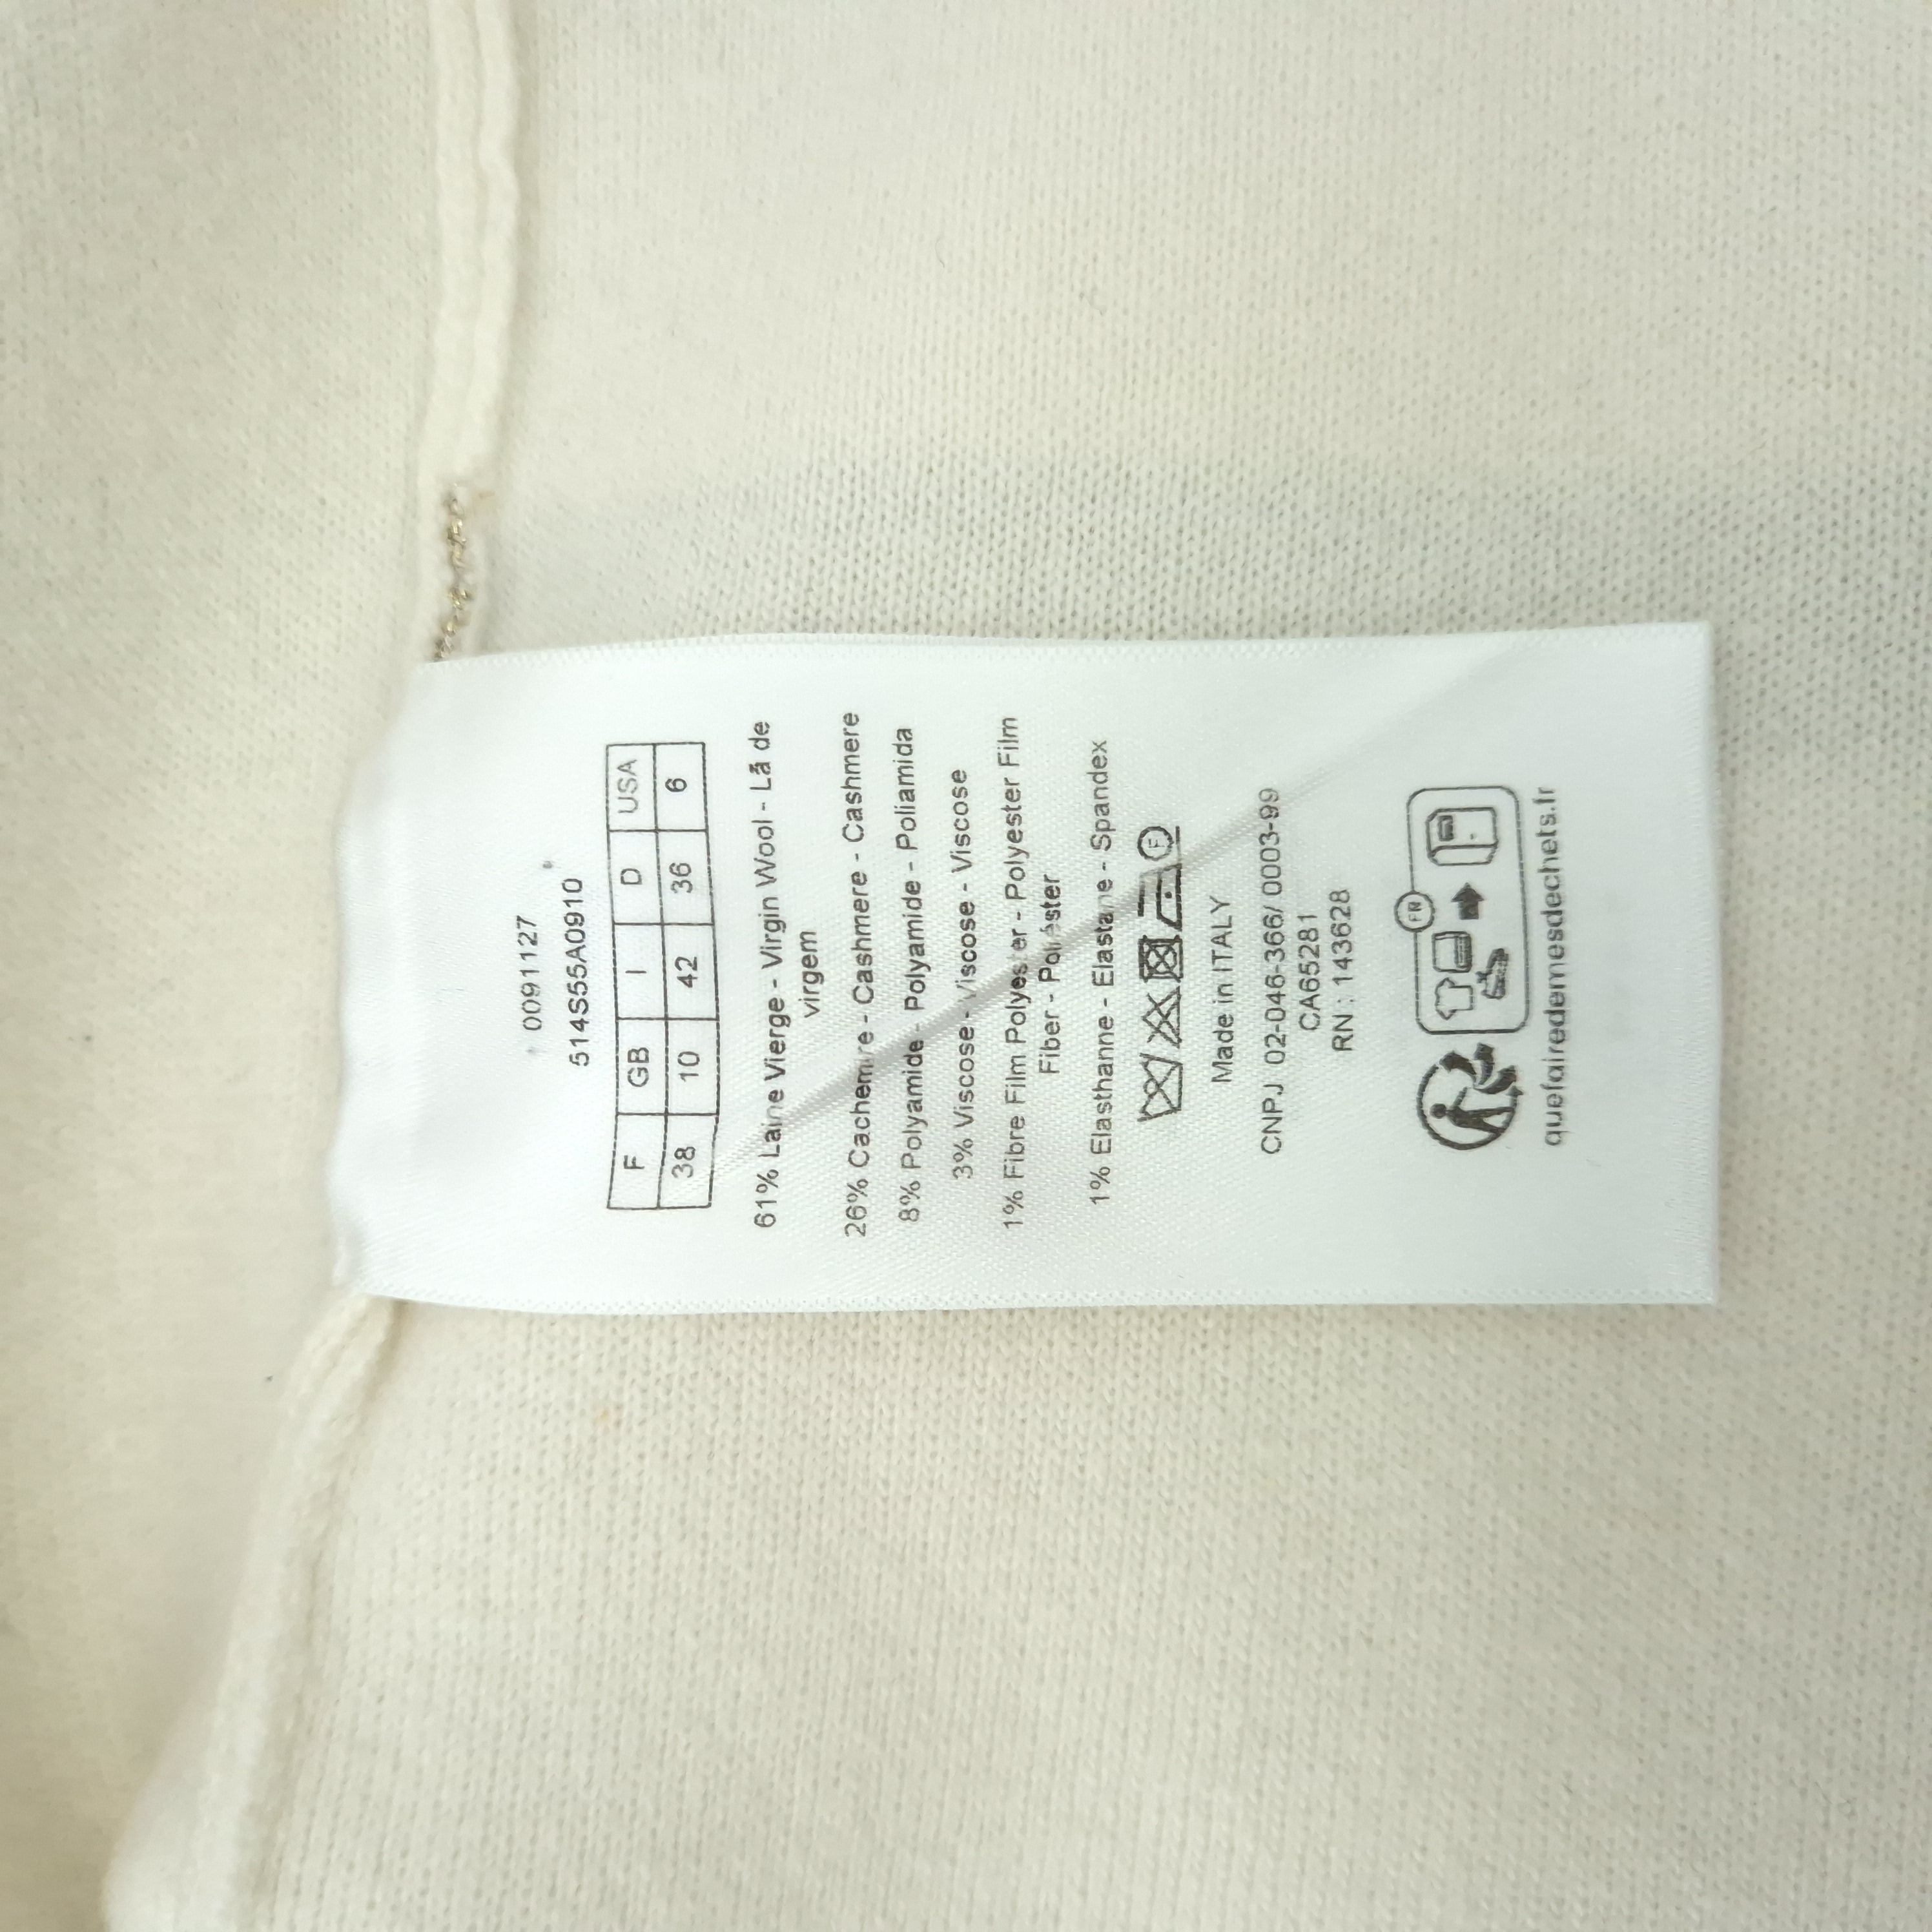 0091127
514S55A0910
F GB I D USA
38 10 42 36 6
61% Laine Vierge - Virgin Wool - Lã de
virgem
26% Cachemire - Cashmere - Cashmere
8% Polyamide - Polyamide - Poliamida
3% Viscose - Viscose - Viscose
1% Fibre Film Polyester - Polyester Film
Fiber - Poliéster
1% Elasthanne - Elastane - Spandex
F
Made in ITALY
CNPJ 02-046-366/ 0003-99
CA65281
RN : 143628
FR
quefairedemesdechets.fr